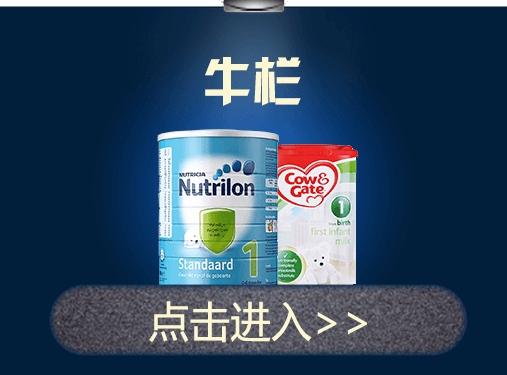 牛栏
NUTRICIA
Nutrilon
Standaard 1
Cow&
Gate
1
birth
first infant
milk
点击进入>>